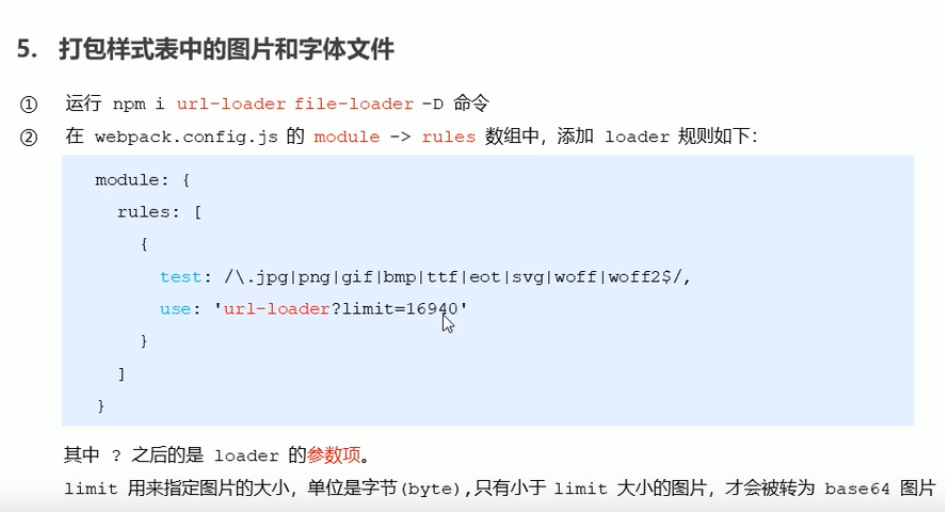 5. 打包样式表中的图片和字体文件
① 运行 npm i url-loader file-loader -D 命令
② 在 webpack.config.js 的 module -> rules 数组中，添加 loader 规则如下：
module: {
rules: [
{
test: /\.jpg|png|gif|bmp|ttf|eot|svg|woff|woff2$/,
use: 'url-loader?limit=16940'
}
]
}
其中 ? 之后的是 loader 的参数项。
limit 用来指定图片的大小，单位是字节(byte),只有小于 limit 大小的图片，才会被转为 base64 图片